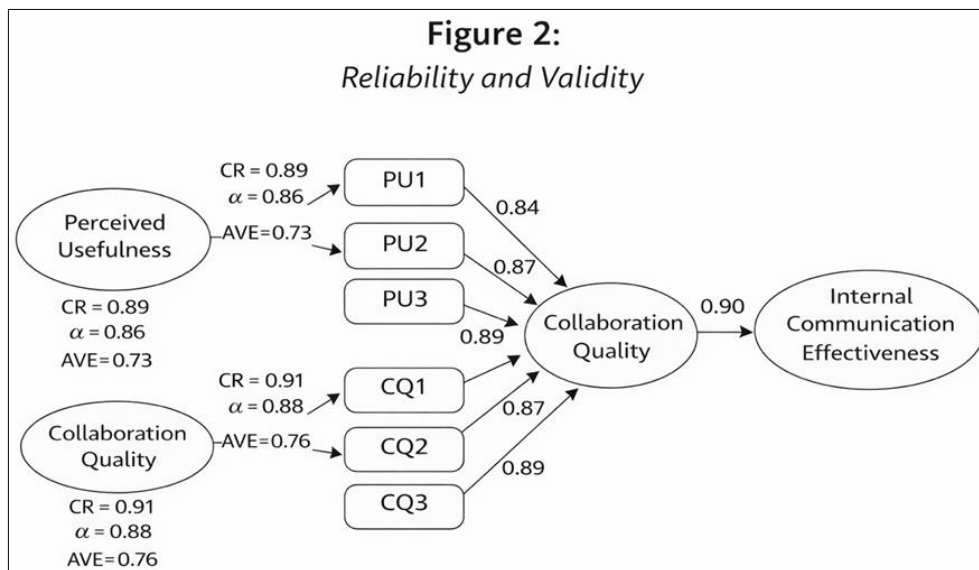 Figure 2:
Reliability and Validity
CR = 0.89
α = 0.86
AVE=0.73
Perceived
Usefulness
CR = 0.89
α = 0.86
AVE = 0.73
PU1
PU2
PU3
0.84
0.87
0.89
CR = 0.91
α = 0.88
AVE=0.76
Collaboration
Quality
CR = 0.91
α = 0.88
AVE = 0.76
CQ1
CQ2
CQ3
0.87
0.89
Collaboration
Quality
0.90
Internal
Communication
Effectiveness